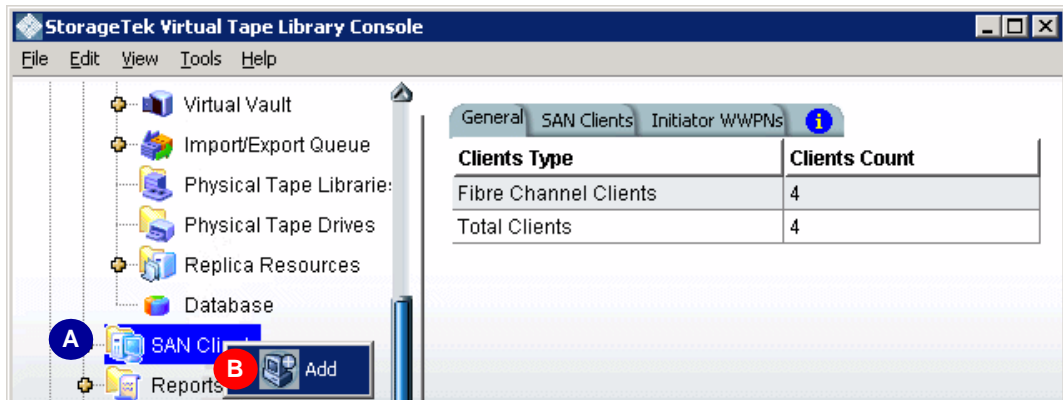 StorageTek Virtual Tape Library Console
File Edit View Tools Help
Virtual Vault
Import/Export Queue
Physical Tape Libraries
Physical Tape Drives
Replica Resources
Database
A SAN Clie
B Add
Reports
General SAN Clients Initiator WWPNs i
Clients Type Clients Count
Fibre Channel Clients 4
Total Clients 4